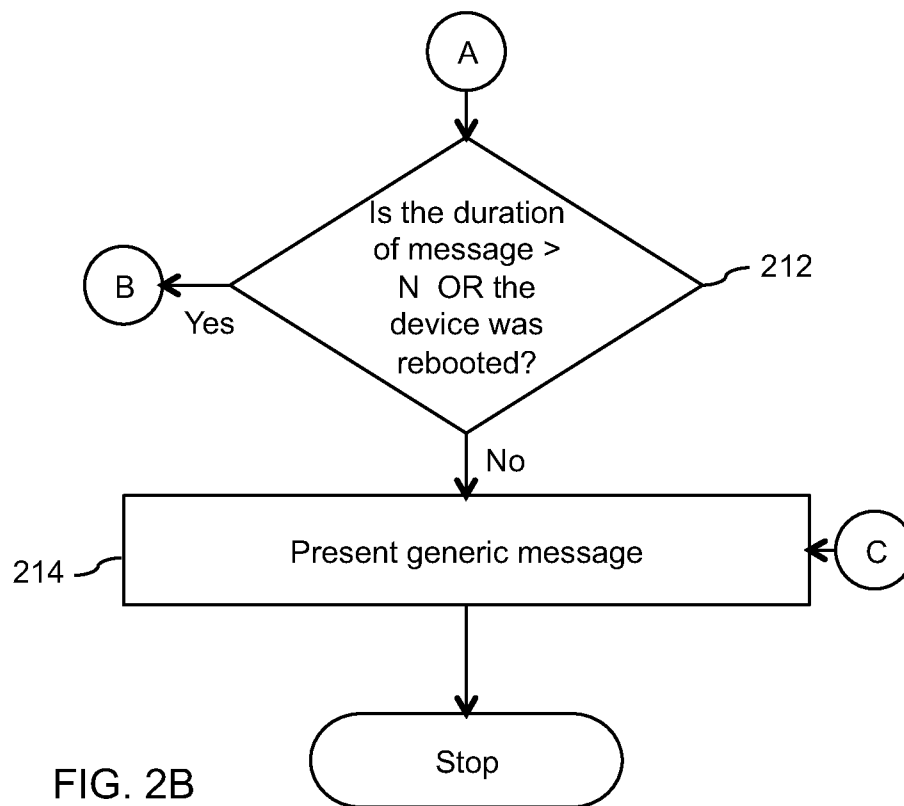 A
Is the duration
of message >
N OR the
device was
rebooted?
212
B
Yes
No
Present generic message
C
214
Stop
FIG. 2B